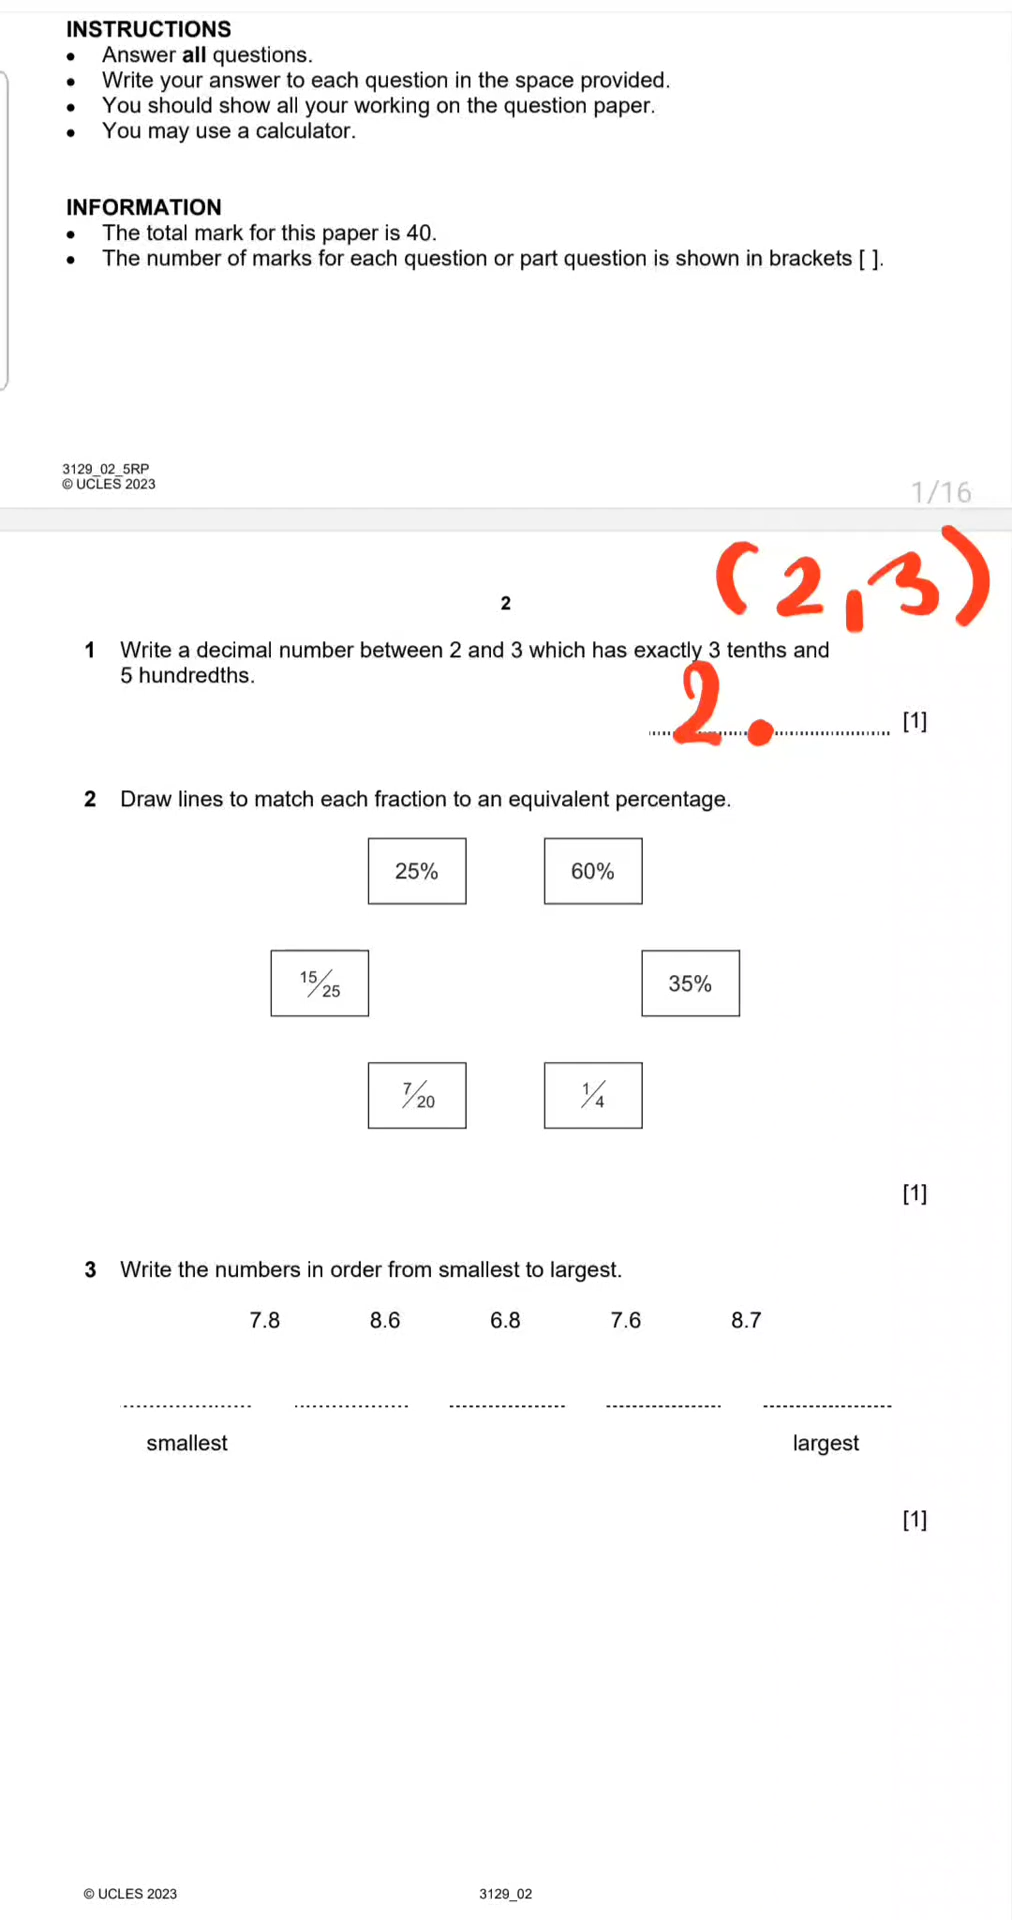 INSTRUCTIONS
• Answer all questions.
• Write your answer to each question in the space provided.
• You should show all your working on the question paper.
• You may use a calculator.
INFORMATION
• The total mark for this paper is 40.
• The number of marks for each question or part question is shown in brackets [ ].
3129_02_5RP
© UCLES 2023
1/16
(2,3)
2
1 Write a decimal number between 2 and 3 which has exactly 3 tenths and
5 hundredths.
2. [1]
2 Draw lines to match each fraction to an equivalent percentage.
25% 60%
15/25 35%
7/20 1/4
[1]
3 Write the numbers in order from smallest to largest.
7.8 8.6 6.8 7.6 8.7
smallest largest
[1]
© UCLES 2023 3129_02